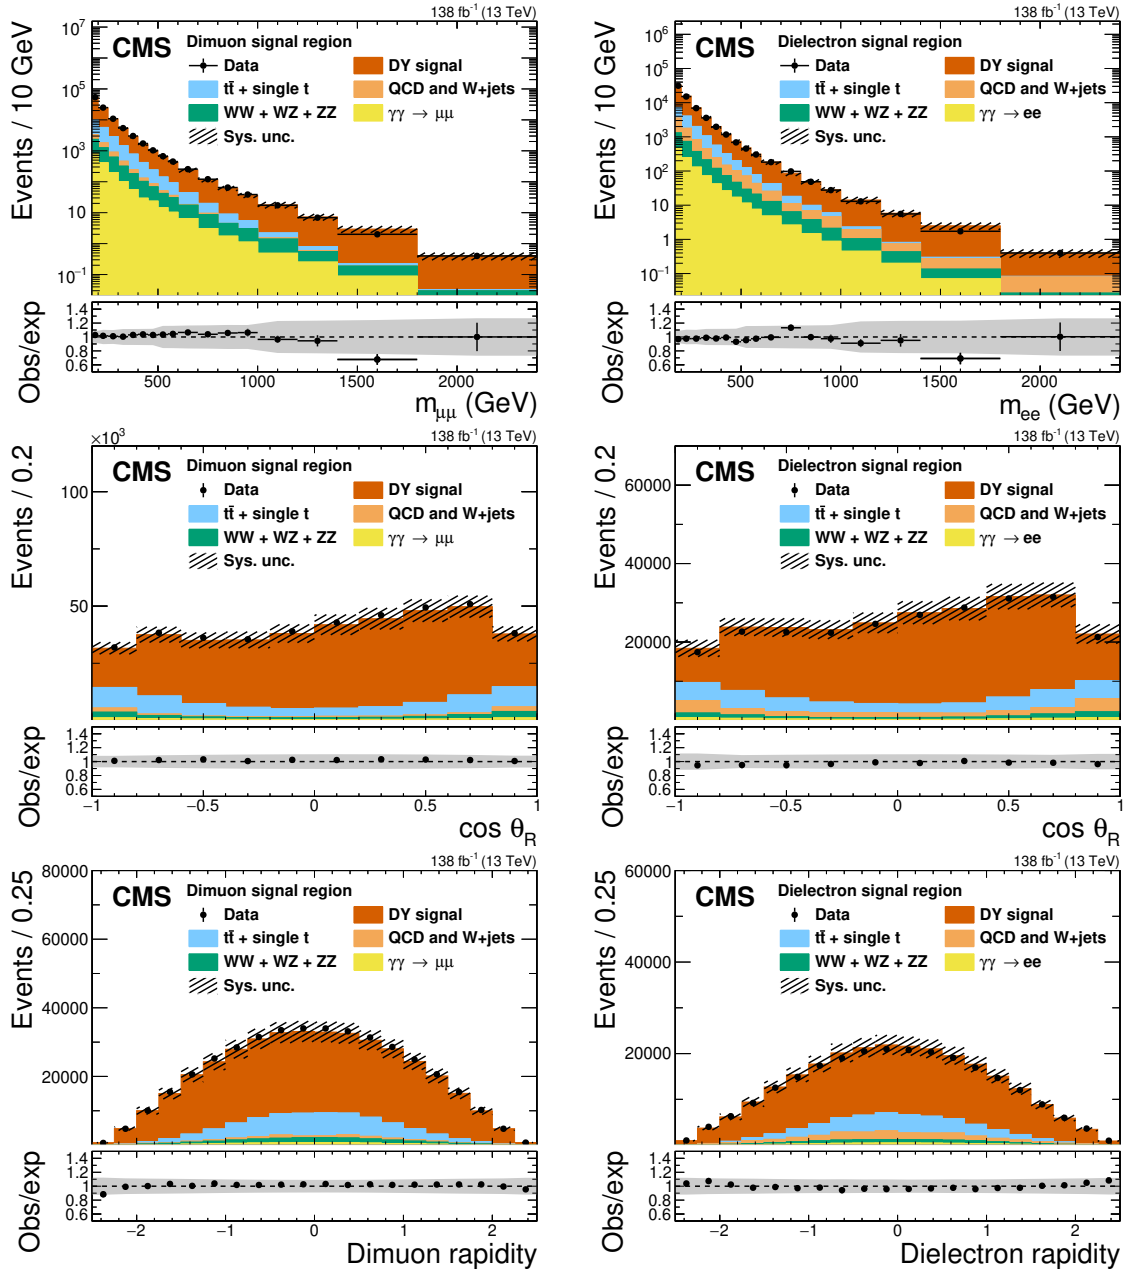 138 fb⁻¹ (13 TeV)
Events / 10 GeV
10⁷
10⁵
10³
10
1
10⁻¹
CMS Dimuon signal region
Data
DY signal
tt̄ + single t
QCD and W+jets
WW + WZ + ZZ
γγ → μμ
Sys. unc.
Obs/exp
1.4
1.2
1
0.8
0.6
500 1000 1500 2000
m_μμ (GeV)
138 fb⁻¹ (13 TeV)
Events / 10 GeV
10⁶
10⁵
10⁴
10³
10²
10
1
10⁻¹
CMS Dielectron signal region
Data
DY signal
tt̄ + single t
QCD and W+jets
WW + WZ + ZZ
γγ → ee
Sys. unc.
Obs/exp
1.4
1.2
1
0.8
0.6
500 1000 1500 2000
m_ee (GeV)
×10³
138 fb⁻¹ (13 TeV)
Events / 0.2
100
50
CMS Dimuon signal region
Data
DY signal
tt̄ + single t
QCD and W+jets
WW + WZ + ZZ
γγ → μμ
Sys. unc.
Obs/exp
1.4
1.2
1
0.8
0.6
−1 −0.5 0 0.5 1
cos θ_R
138 fb⁻¹ (13 TeV)
Events / 0.2
60000
40000
20000
CMS Dielectron signal region
Data
DY signal
tt̄ + single t
QCD and W+jets
WW + WZ + ZZ
γγ → ee
Sys. unc.
Obs/exp
1.4
1.2
1
0.8
0.6
−1 −0.5 0 0.5 1
cos θ_R
138 fb⁻¹ (13 TeV)
Events / 0.25
80000
60000
40000
20000
CMS Dimuon signal region
Data
DY signal
tt̄ + single t
QCD and W+jets
WW + WZ + ZZ
γγ → μμ
Sys. unc.
Obs/exp
1.4
1.2
1
0.8
0.6
−2 −1 0 1 2
Dimuon rapidity
138 fb⁻¹ (13 TeV)
Events / 0.25
60000
40000
20000
CMS Dielectron signal region
Data
DY signal
tt̄ + single t
QCD and W+jets
WW + WZ + ZZ
γγ → ee
Sys. unc.
Obs/exp
1.4
1.2
1
0.8
0.6
−2 −1 0 1 2
Dielectron rapidity